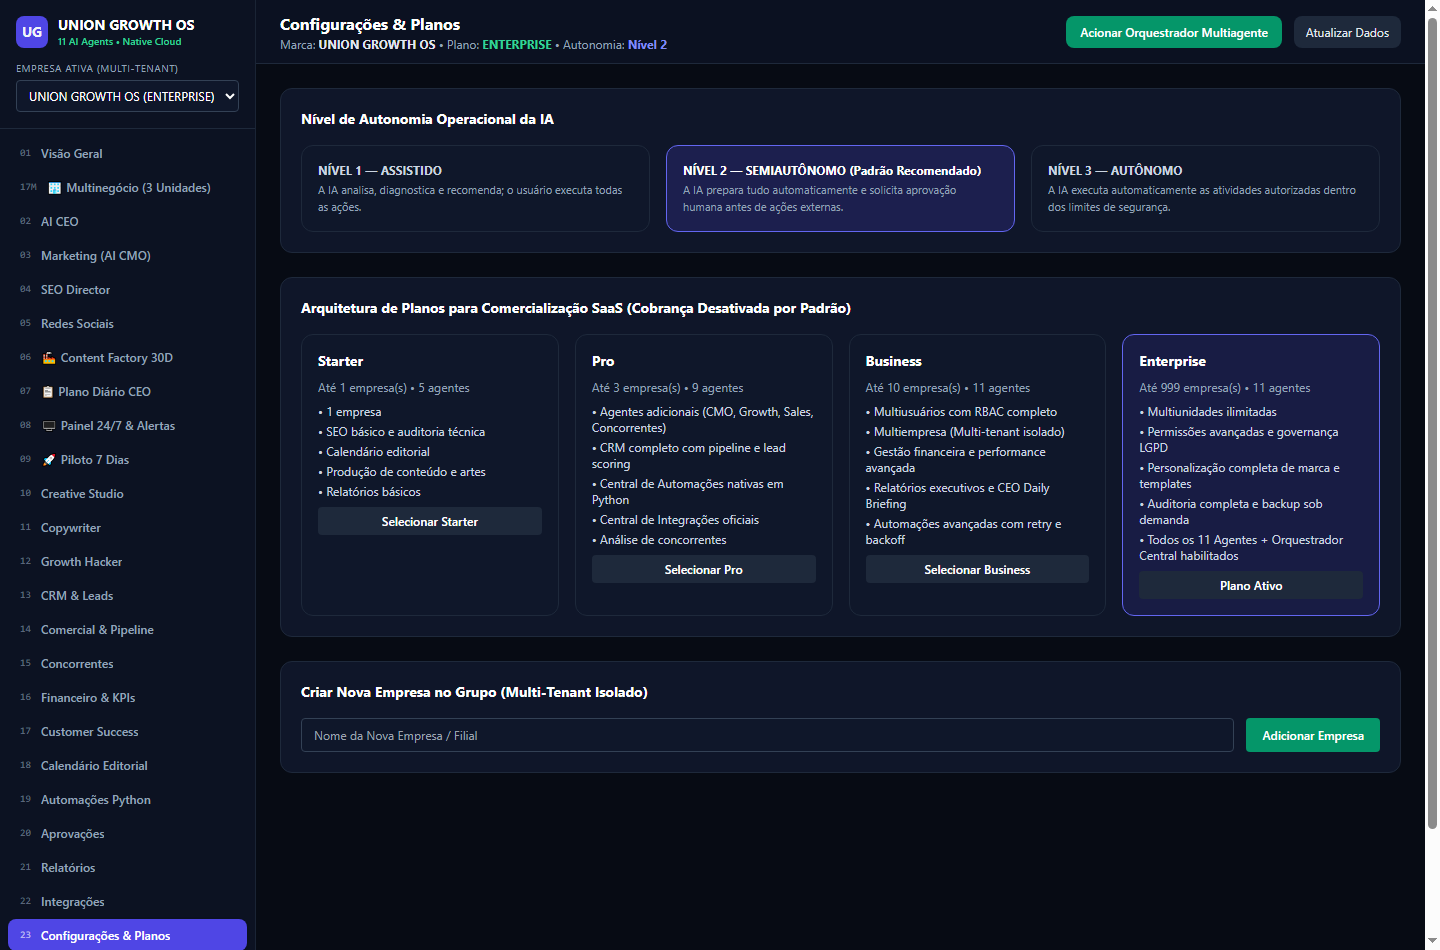 UG
UNION GROWTH OS
11 AI Agents • Native Cloud
EMPRESA ATIVA (MULTI-TENANT)
UNION GROWTH OS (ENTERPRISE)
01 Visão Geral
17M Multinegócio (3 Unidades)
02 AI CEO
03 Marketing (AI CMO)
04 SEO Director
05 Redes Sociais
06 Content Factory 30D
07 Plano Diário CEO
08 Painel 24/7 & Alertas
09 Piloto 7 Dias
10 Creative Studio
11 Copywriter
12 Growth Hacker
13 CRM & Leads
14 Comercial & Pipeline
15 Concorrentes
16 Financeiro & KPIs
17 Customer Success
18 Calendário Editorial
19 Automações Python
20 Aprovações
21 Relatórios
22 Integrações
23 Configurações & Planos
Configurações & Planos
Marca: UNION GROWTH OS • Plano: ENTERPRISE • Autonomia: Nível 2
Acionar Orquestrador Multiagente
Atualizar Dados
Nível de Autonomia Operacional da IA
NÍVEL 1 — ASSISTIDO
A IA analisa, diagnostica e recomenda; o usuário executa todas
as ações.
NÍVEL 2 — SEMIAUTÔNOMO (Padrão Recomendado)
A IA prepara tudo automaticamente e solicita aprovação
humana antes de ações externas.
NÍVEL 3 — AUTÔNOMO
A IA executa automaticamente as atividades autorizadas dentro
dos limites de segurança.
Arquitetura de Planos para Comercialização SaaS (Cobrança Desativada por Padrão)
Starter
Até 1 empresa(s) • 5 agentes
• 1 empresa
• SEO básico e auditoria técnica
• Calendário editorial
• Produção de conteúdo e artes
• Relatórios básicos
Selecionar Starter
Pro
Até 3 empresa(s) • 9 agentes
• Agentes adicionais (CMO, Growth, Sales,
Concorrentes)
• CRM completo com pipeline e lead
scoring
• Central de Automações nativas em
Python
• Central de Integrações oficiais
• Análise de concorrentes
Selecionar Pro
Business
Até 10 empresa(s) • 11 agentes
• Multiusuários com RBAC completo
• Multiempresa (Multi-tenant isolado)
• Gestão financeira e performance
avançada
• Relatórios executivos e CEO Daily
Briefing
• Automações avançadas com retry e
backoff
Selecionar Business
Enterprise
Até 999 empresa(s) • 11 agentes
• Multiunidades ilimitadas
• Permissões avançadas e governança
LGPD
• Personalização completa de marca e
templates
• Auditoria completa e backup sob
demanda
• Todos os 11 Agentes + Orquestrador
Central habilitados
Plano Ativo
Criar Nova Empresa no Grupo (Multi-Tenant Isolado)
Nome da Nova Empresa / Filial
Adicionar Empresa